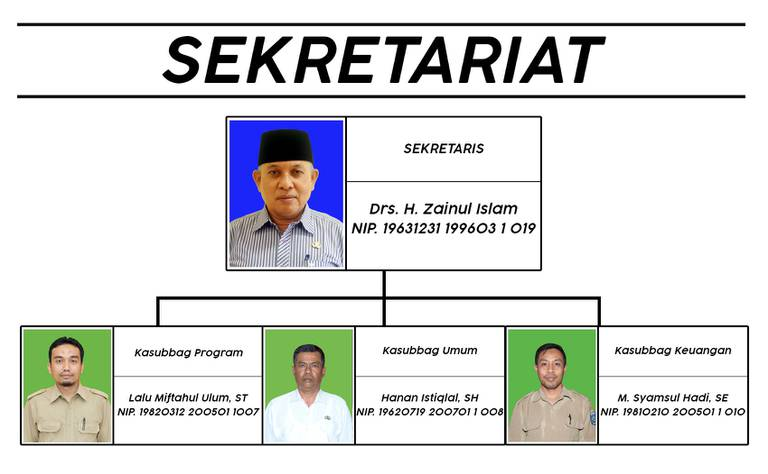 SEKRETARIAT
SEKRETARIS
Drs. H. Zainul Islam
NIP. 19631231 199603 1 019
Kasubbag Program
Lalu Miftahul Ulum, ST
NIP. 19820312 200501 1007
Kasubbag Umum
Hanan Istiqlal, SH
NIP. 19620719 200701 1 008
Kasubbag Keuangan
M. Syamsul Hadi, SE
NIP. 19810210 200501 1 010